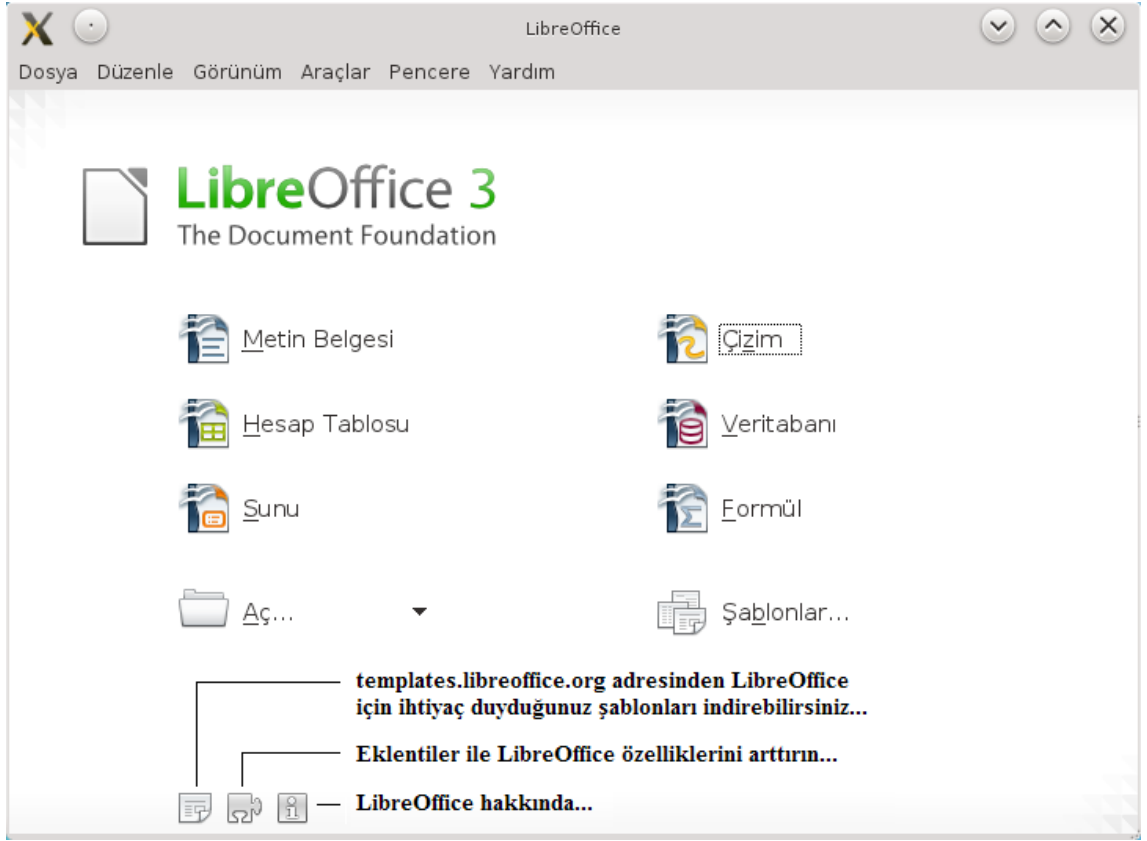 LibreOffice
Dosya Düzenle Görünüm Araçlar Pencere Yardım
LibreOffice 3
The Document Foundation
Metin Belgesi
Çizim
Hesap Tablosu
Veritabanı
Sunu
Formül
Aç...
Şablonlar...
templates.libreoffice.org adresinden LibreOffice
için ihtiyaç duyduğunuz şablonları indirebilirsiniz...
Eklentiler ile LibreOffice özelliklerini arttırın...
LibreOffice hakkında...